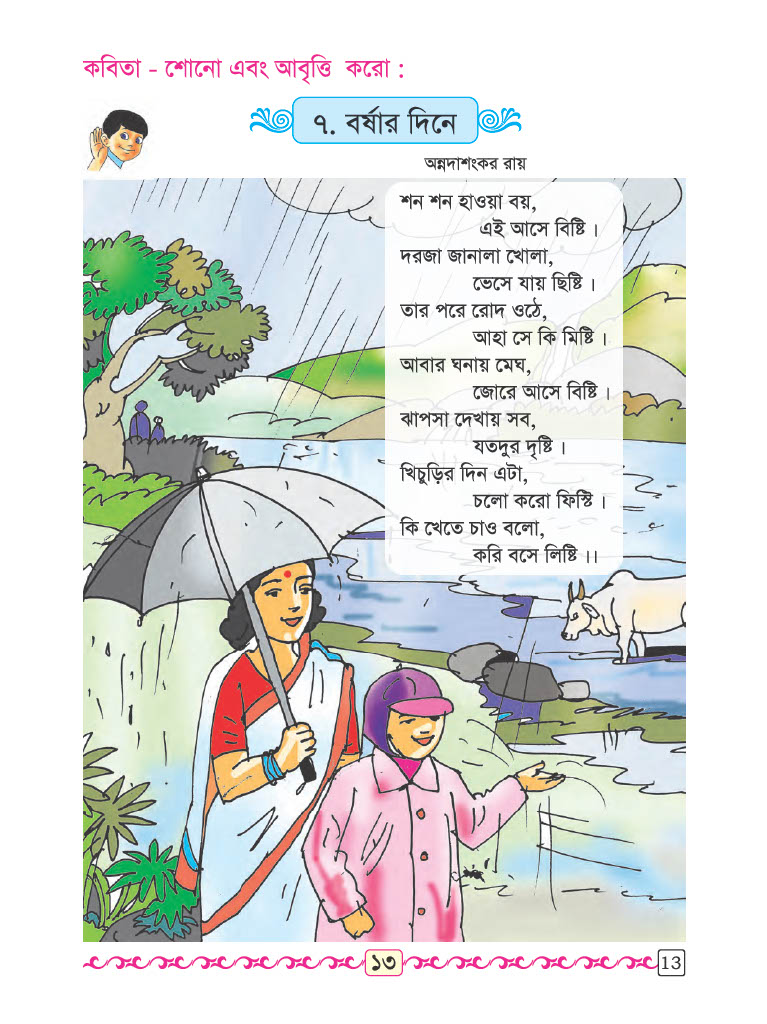 কবিতা - শোনো এবং আবৃত্তি করো :
৭. বর্ষার দিনে
অন্নদাশংকর রায়
শন শন হাওয়া বয়,
এই আসে বিষ্টি ।
দরজা জানালা খোলা,
ভেসে যায় ছিষ্টি ।
তার পরে রোদ ওঠে,
আহা সে কি মিষ্টি ।
আবার ঘনায় মেঘ,
জোরে আসে বিষ্টি ।
ঝাপসা দেখায় সব,
যতদুর দৃষ্টি ।
খিচুড়ির দিন এটা,
চলো করো ফিস্টি ।
কি খেতে চাও বলো,
করি বসে লিষ্টি ।।
১৩
13